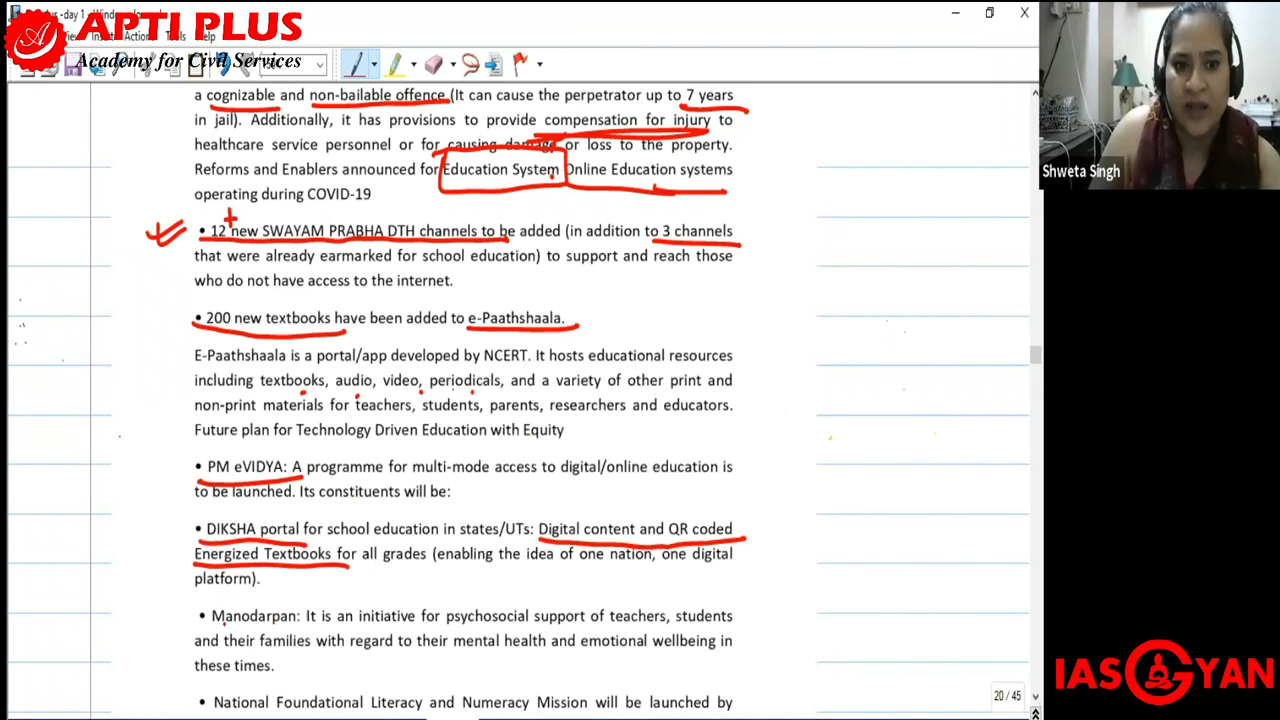 us -day 1 - Wind
APTI PLUS
Academy for Civil Services
Actions Tools
a cognizable and non-bailable offence (It can cause the perpetrator up to 7 years
in jail). Additionally, it has provisions to provide compensation for injury to
healthcare service personnel or for causing damage or loss to the property.
Reforms and Enablers announced for Education System Online Education systems
operating during COVID-19
• 12 new SWAYAM PRABHA DTH channels to be added (in addition to 3 channels
that were already earmarked for school education) to support and reach those
who do not have access to the internet.
• 200 new textbooks have been added to e-Paathshaala.
E-Paathshaala is a portal/app developed by NCERT. It hosts educational resources
including textbooks, audio, video, periodicals, and a variety of other print and
non-print materials for teachers, students, parents, researchers and educators.
Future plan for Technology Driven Education with Equity
• PM eVIDYA: A programme for multi-mode access to digital/online education is
to be launched. Its constituents will be:
• DIKSHA portal for school education in states/UTs: Digital content and QR coded
Energized Textbooks for all grades (enabling the idea of one nation, one digital
platform).
• Manodarpan: It is an initiative for psychosocial support of teachers, students
and their families with regard to their mental health and emotional wellbeing in
these times.
• National Foundational Literacy and Numeracy Mission will be launched by
20 / 45
Shweta Singh
IAS GYAN